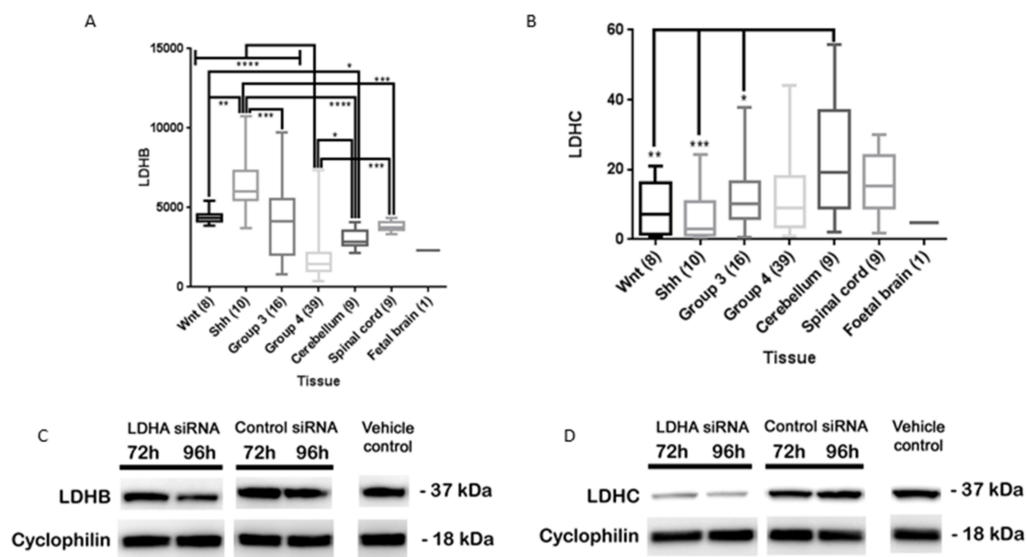 A
LDHB
15000
10000
5000
0
****
*
***
**
****
***
*
***
Wnt (8)
Shh (10)
Group 3 (16)
Group 4 (39)
Cerebellum (9)
Spinal cord (9)
Fetal brain (1)
Tissue
B
LDHC
60
40
20
0
**
***
*
Wnt (8)
Shh (10)
Group 3 (16)
Group 4 (39)
Cerebellum (9)
Spinal cord (9)
Foetal brain (1)
Tissue
C
LDHA siRNA Control siRNA Vehicle
72h 96h 72h 96h control
LDHB - 37 kDa
Cyclophilin - 18 kDa
D
LDHA siRNA Control siRNA Vehicle
72h 96h 72h 96h control
LDHC - 37 kDa
Cyclophilin - 18 kDa